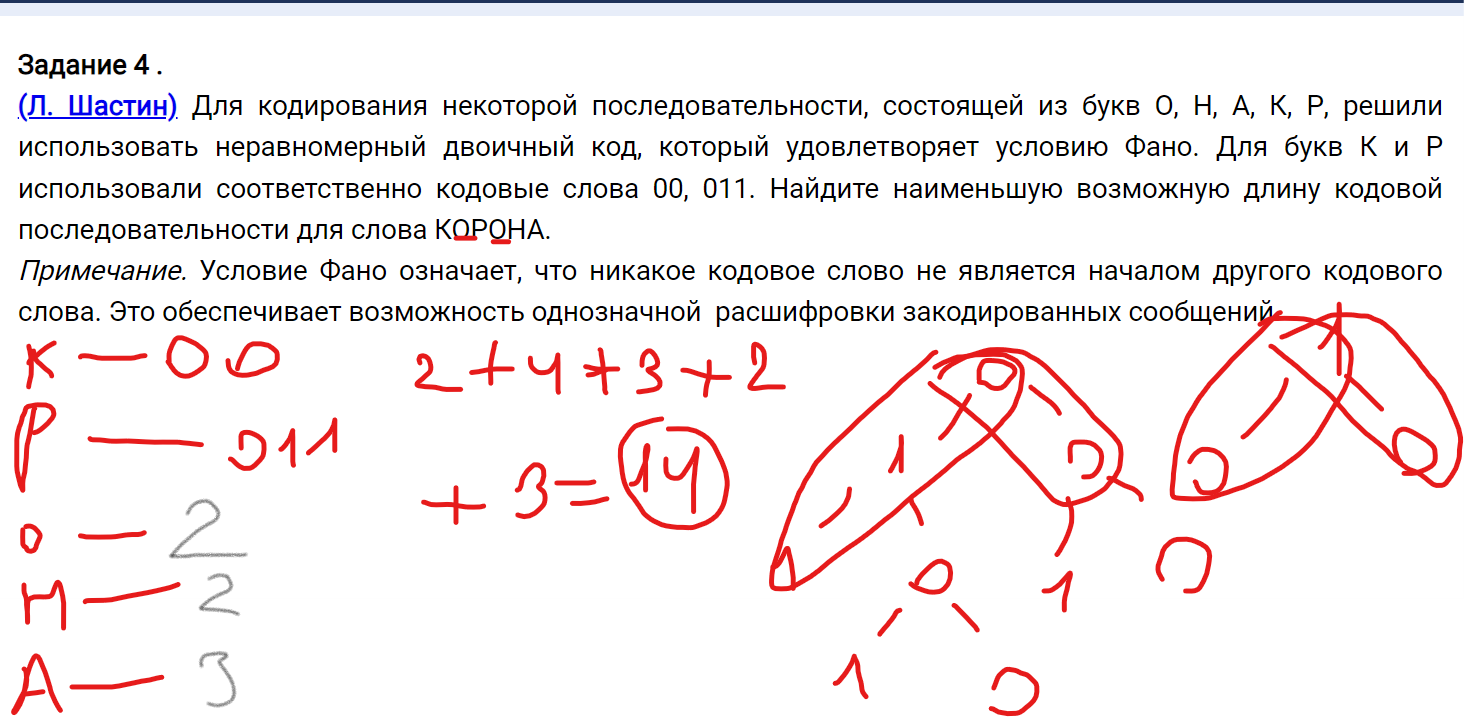 Задание 4 .
(Л. Шастин) Для кодирования некоторой последовательности, состоящей из букв О, Н, А, К, Р, решили
использовать неравномерный двоичный код, который удовлетворяет условию Фано. Для букв К и Р
использовали соответственно кодовые слова 00, 011. Найдите наименьшую возможную длину кодовой
последовательности для слова КОРОНА.
Примечание. Условие Фано означает, что никакое кодовое слово не является началом другого кодового
слова. Это обеспечивает возможность однозначной расшифровки закодированных сообщений.
К — 00
Р — 011
О — 2
Н — 2
А — 3
2+4+3+2
+3=14
0 1
1 0 0 0
1 0 1 0
1 0